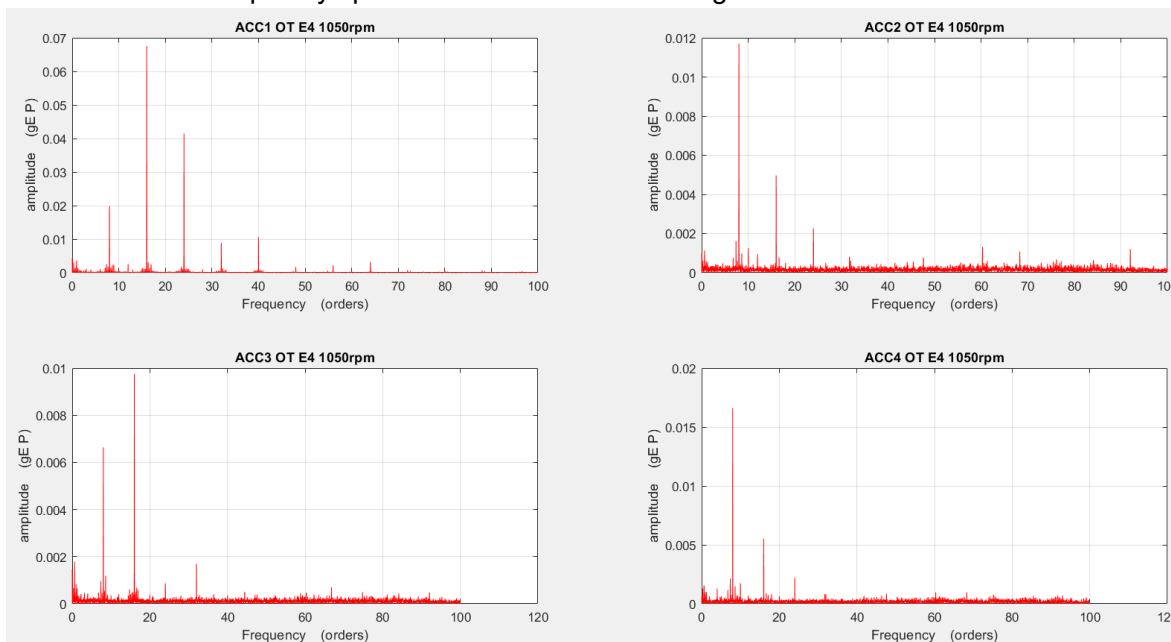 ACC1 OT E4 1050rpm
0.07
0.06
0.05
0.04
0.03
0.02
0.01
0
amplitude (gE P)
0 10 20 30 40 50 60 70 80 90 100
Frequency (orders)
ACC2 OT E4 1050rpm
0.012
0.01
0.008
0.006
0.004
0.002
0
amplitude (gE P)
0 10 20 30 40 50 60 70 80 90
Frequency (orders)
ACC3 OT E4 1050rpm
0.01
0.008
0.006
0.004
0.002
0
amplitude (gE P)
0 20 40 60 80 100 120
Frequency (orders)
ACC4 OT E4 1050rpm
0.02
0.015
0.01
0.005
0
amplitude (gE P)
0 20 40 60 80 100
Frequency (orders)